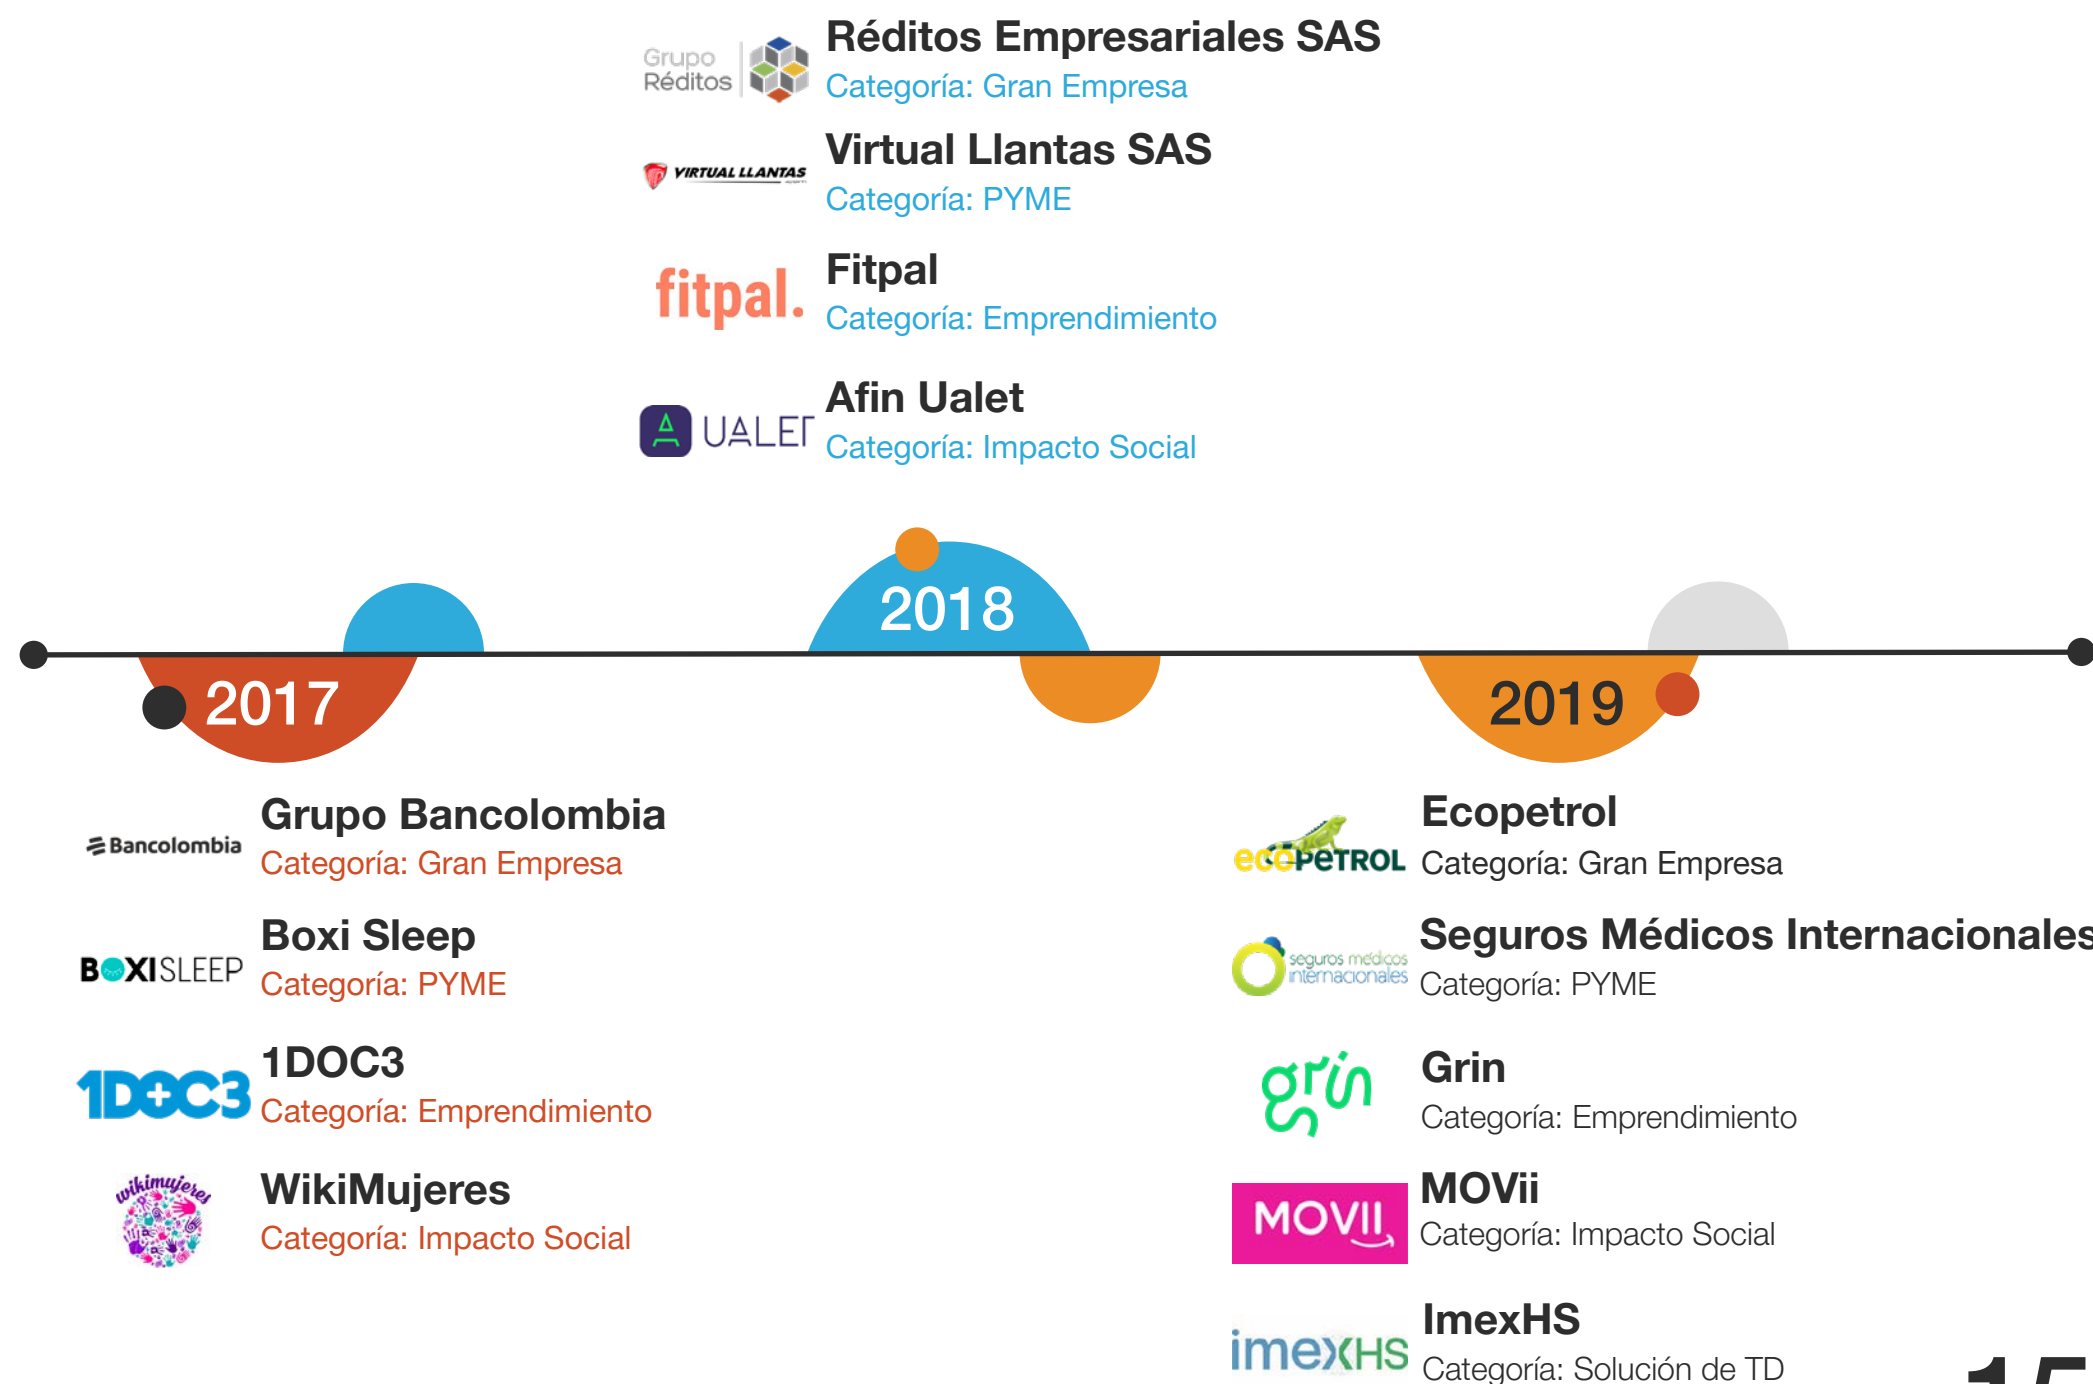 Grupo
Réditos
Réditos Empresariales SAS
Categoría: Gran Empresa
VIRTUAL LLANTAS
Virtual Llantas SAS
Categoría: PYME
fitpal.
Fitpal
Categoría: Emprendimiento
UALET
Afin Ualet
Categoría: Impacto Social
2018
2017
2019
Bancolombia
Grupo Bancolombia
Categoría: Gran Empresa
BOXISLEEP
Boxi Sleep
Categoría: PYME
1DOC3
1DOC3
Categoría: Emprendimiento
wikimujeres
WikiMujeres
Categoría: Impacto Social
ecopetrol
Ecopetrol
Categoría: Gran Empresa
seguros médicos
internacionales
Seguros Médicos Internacionales
Categoría: PYME
grin
Grin
Categoría: Emprendimiento
MOVII
MOVii
Categoría: Impacto Social
imexHS
ImexHS
Categoría: Solución de TD
15